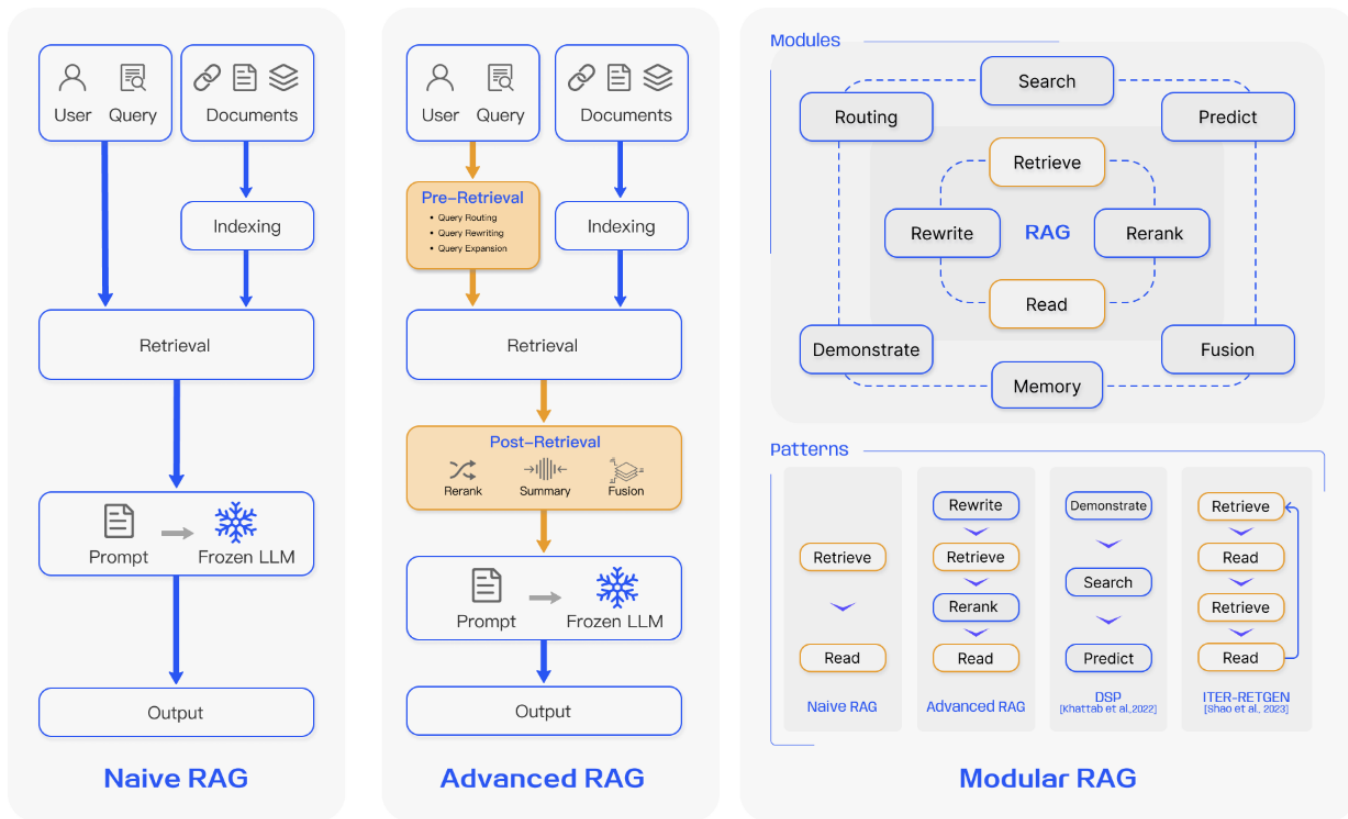 User Query
Documents
Indexing
Retrieval
Prompt
Frozen LLM
Output
Naive RAG
User Query
Documents
Pre-Retrieval
• Query Routing
• Query Rewriting
• Query Expansion
Indexing
Retrieval
Post-Retrieval
Rerank
Summary
Fusion
Prompt
Frozen LLM
Output
Advanced RAG
Modules
Search
Routing
Predict
Retrieve
Rewrite
RAG
Rerank
Read
Demonstrate
Fusion
Memory
Patterns
Retrieve
Read
Naive RAG
Rewrite
Retrieve
Rerank
Read
Advanced RAG
Demonstrate
Search
Predict
DSP
[Khattab et al.,2022]
Retrieve
Read
Retrieve
Read
ITER-RETGEN
[Shao et al., 2023]
Modular RAG